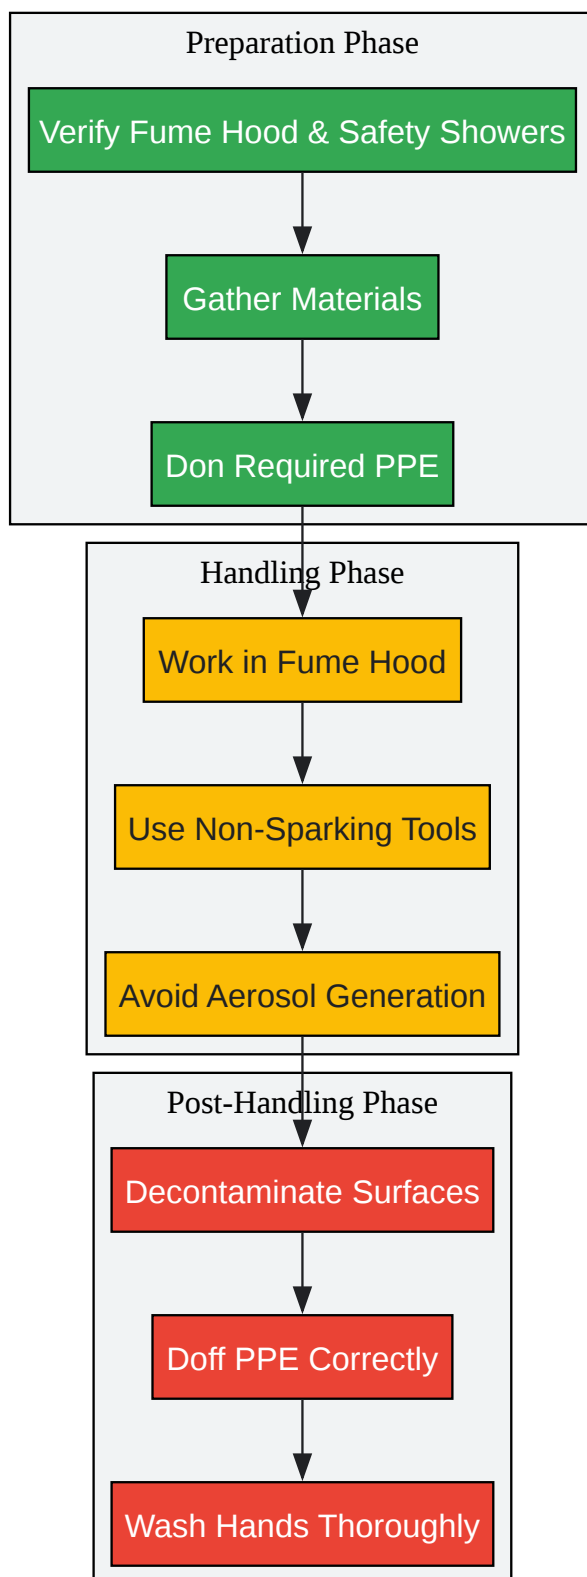 Preparation Phase
Verify Fume Hood & Safety Showers
Gather Materials
Don Required PPE
Handling Phase
Work in Fume Hood
Use Non-Sparking Tools
Avoid Aerosol Generation
Post-Handling Phase
Decontaminate Surfaces
Doff PPE Correctly
Wash Hands Thoroughly